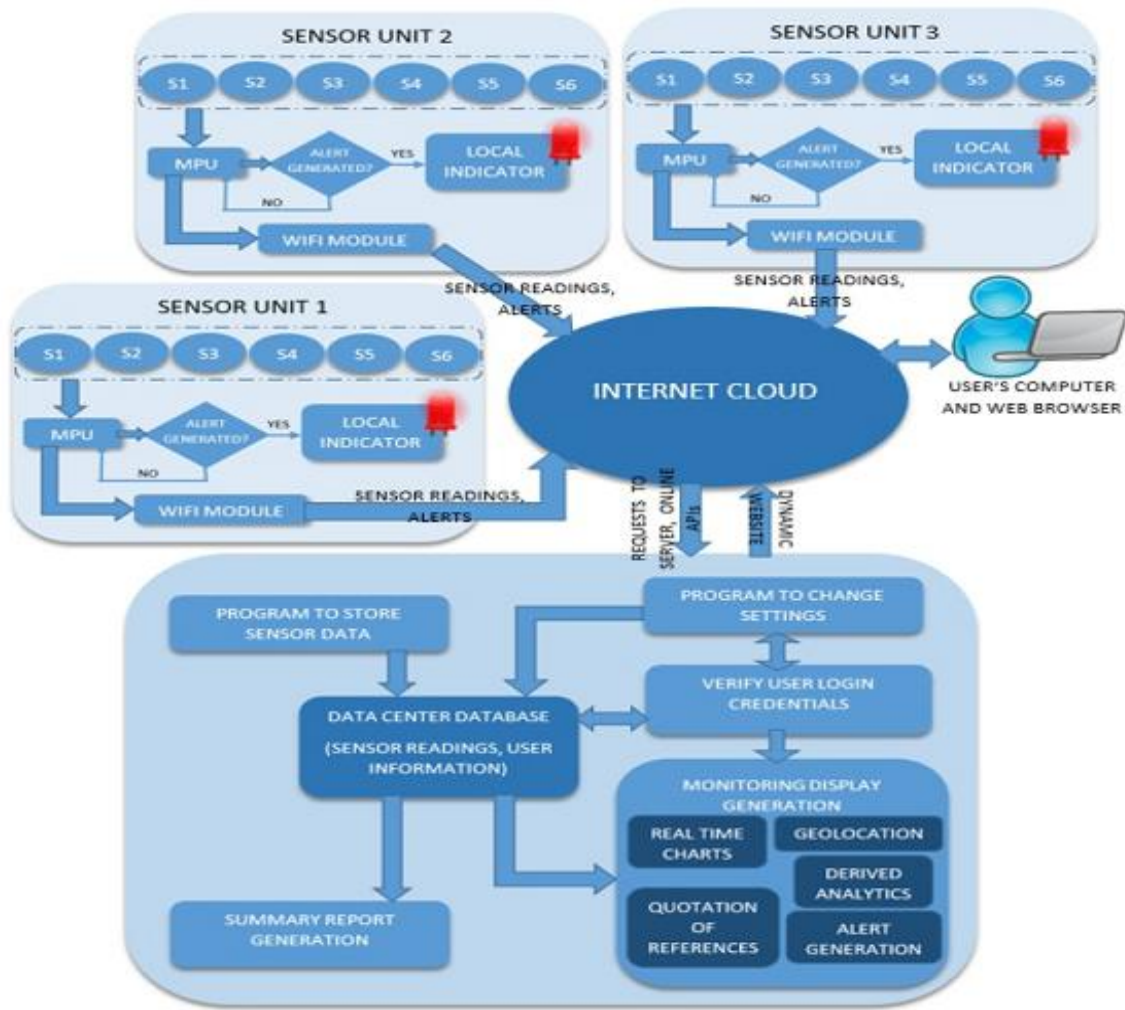 SENSOR UNIT 2
S1 S2 S3 S4 S5 S6
MPU
ALERT
GENERATED?
YES
NO
LOCAL
INDICATOR
WIFI MODULE
SENSOR READINGS,
ALERTS
SENSOR UNIT 3
S1 S2 S3 S4 S5 S6
MPU
ALERT
GENERATED?
YES
NO
LOCAL
INDICATOR
WIFI MODULE
SENSOR READINGS,
ALERTS
SENSOR UNIT 1
S1 S2 S3 S4 S5 S6
MPU
ALERT
GENERATED?
YES
NO
LOCAL
INDICATOR
WIFI MODULE
SENSOR READINGS,
ALERTS
INTERNET CLOUD
USER'S COMPUTER
AND WEB BROWSER
REQUESTS TO
SERVER, ONLINE
APIs
DYNAMIC
WEBSITE
PROGRAM TO STORE
SENSOR DATA
PROGRAM TO CHANGE
SETTINGS
VERIFY USER LOGIN
CREDENTIALS
DATA CENTER DATABASE
(SENSOR READINGS, USER
INFORMATION)
MONITORING DISPLAY
GENERATION
REAL TIME
CHARTS
GEOLOCATION
DERIVED
ANALYTICS
QUOTATION
OF
REFERENCES
ALERT
GENERATION
SUMMARY REPORT
GENERATION